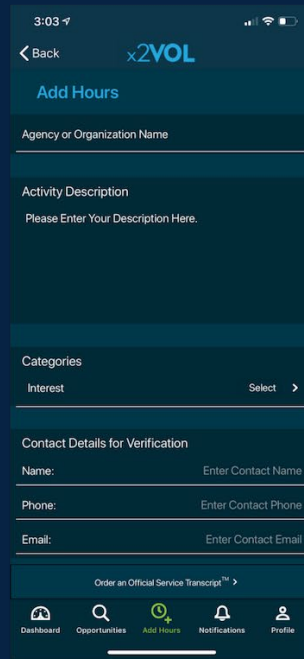 3:03
Back
x2VOL
Add Hours
Agency or Organization Name
Activity Description
Please Enter Your Description Here.
Categories
Interest Select >
Contact Details for Verification
Name: Enter Contact Name
Phone: Enter Contact Phone
Email: Enter Contact Email
Order an Official Service Transcript™ >
Dashboard Opportunities Add Hours Notifications Profile